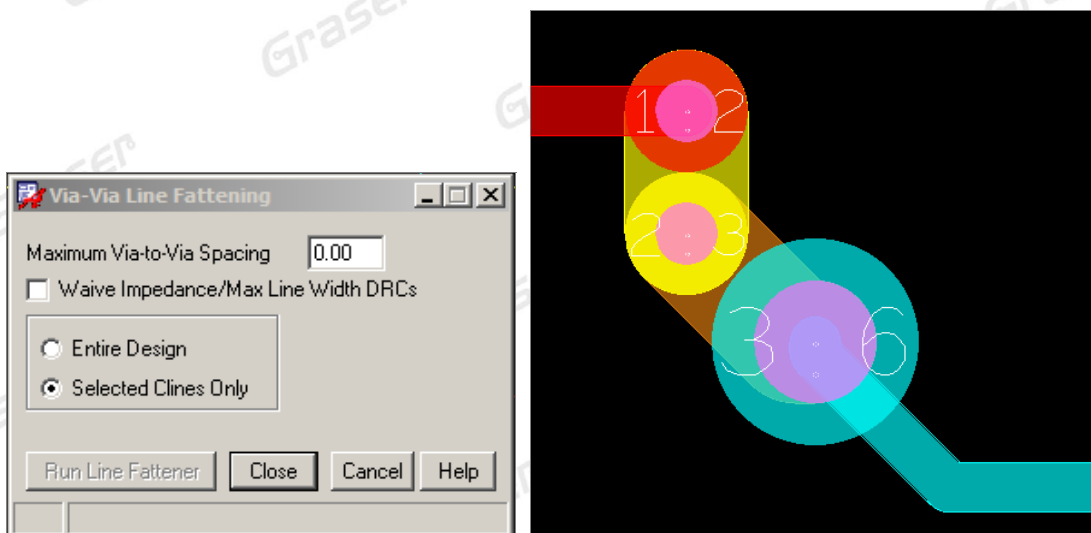 Graser
Via-Via Line Fattening
Maximum Via-to-Via Spacing 0.00
Waive Impedance/Max Line Width DRCs
Entire Design
Selected Clines Only
Run Line Fattener Close Cancel Help
1 2
2 3
3 6